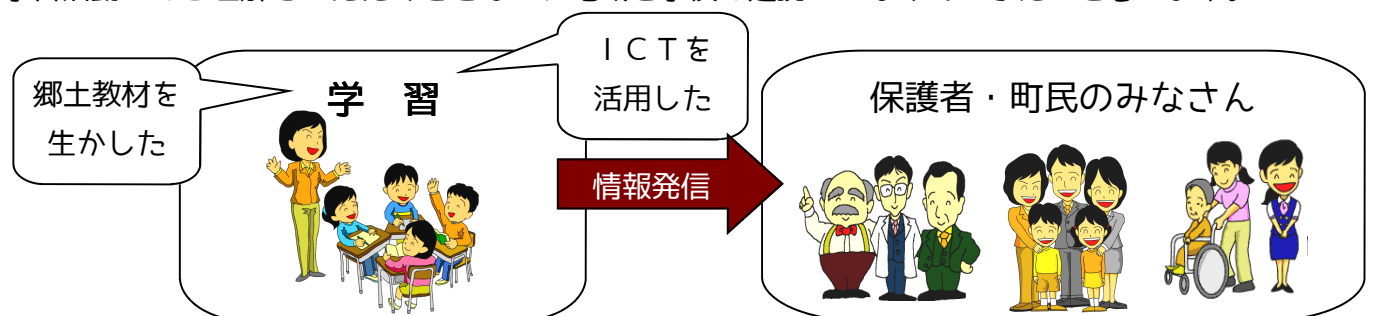 郷土教材を
生かした
学 習
ＩＣＴを
活用した
情報発信
保護者・町民のみなさん